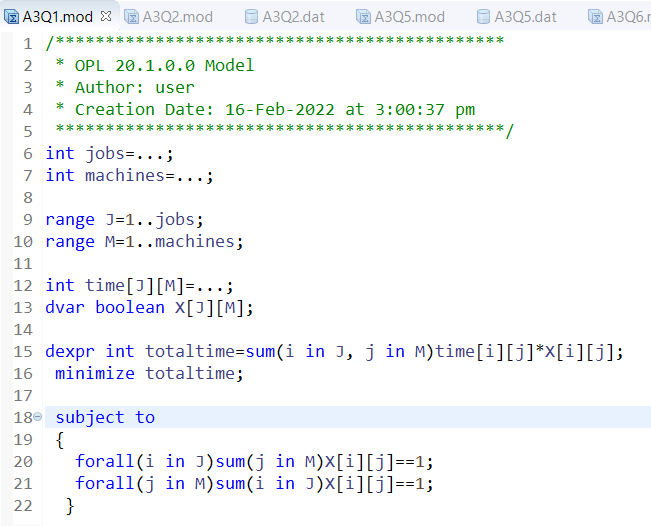 A3Q1.mod A3Q2.mod A3Q2.dat A3Q5.mod A3Q5.dat A3Q6.r
1 /*********************************************
2 * OPL 20.1.0.0 Model
3 * Author: user
4 * Creation Date: 16-Feb-2022 at 3:00:37 pm
5 *********************************************/
6 int jobs=...;
7 int machines=...;
8
9 range J=1..jobs;
10 range M=1..machines;
11
12 int time[J][M]=...;
13 dvar boolean X[J][M];
14
15 dexpr int totaltime=sum(i in J, j in M)time[i][j]*X[i][j];
16 minimize totaltime;
17
18 subject to
19 {
20 forall(i in J)sum(j in M)X[i][j]==1;
21 forall(j in M)sum(i in J)X[i][j]==1;
22 }